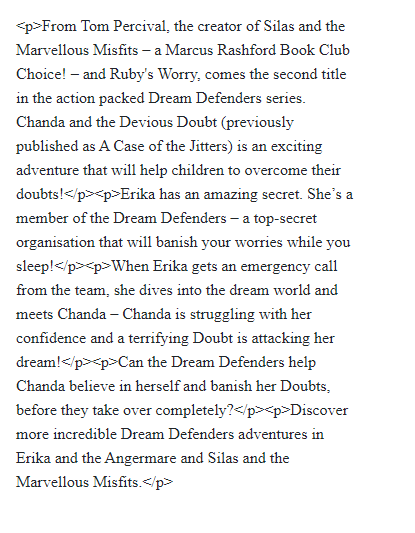 <p>From Tom Percival, the creator of Silas and the
Marvellous Misfits – a Marcus Rashford Book Club
Choice! – and Ruby's Worry, comes the second title
in the action packed Dream Defenders series.
Chanda and the Devious Doubt (previously
published as A Case of the Jitters) is an exciting
adventure that will help children to overcome their
doubts!</p><p>Erika has an amazing secret. She’s a
member of the Dream Defenders – a top-secret
organisation that will banish your worries while you
sleep!</p><p>When Erika gets an emergency call
from the team, she dives into the dream world and
meets Chanda – Chanda is struggling with her
confidence and a terrifying Doubt is attacking her
dream!</p><p>Can the Dream Defenders help
Chanda believe in herself and banish her Doubts,
before they take over completely?</p><p>Discover
more incredible Dream Defenders adventures in
Erika and the Angermare and Silas and the
Marvellous Misfits.</p>